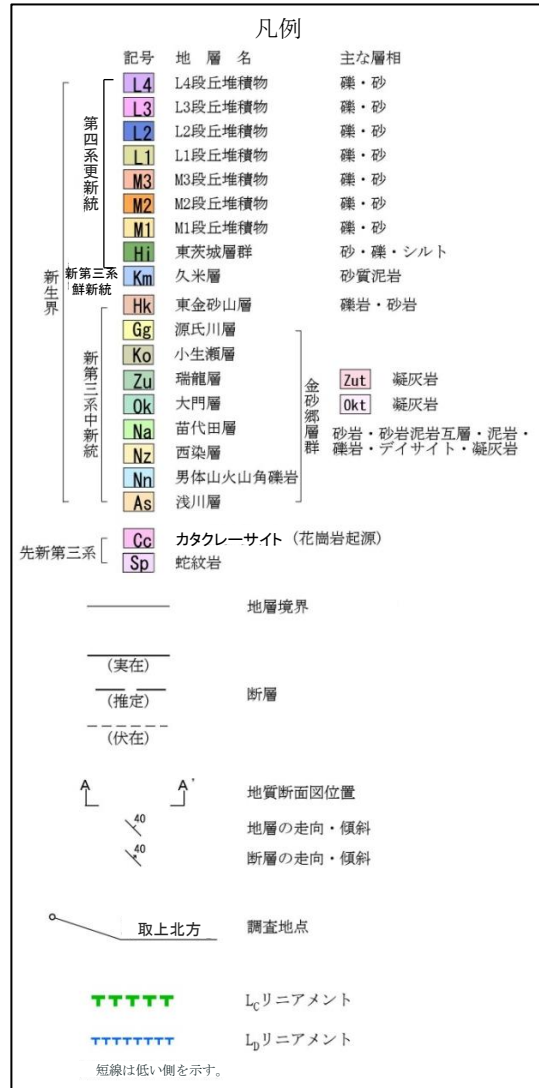 凡例
記号 地層名 主な層相
L4 L4段丘堆積物 礫・砂
L3 L3段丘堆積物 礫・砂
L2 L2段丘堆積物 礫・砂
L1 L1段丘堆積物 礫・砂
M3 M3段丘堆積物 礫・砂
M2 M2段丘堆積物 礫・砂
M1 M1段丘堆積物 礫・砂
Hi 東茨城層群 砂・礫・シルト
第四系更新統
Km 久米層 砂質泥岩
新第三系
鮮新統
Hk 東金砂山層 礫岩・砂岩
Gg 源氏川層
Ko 小生瀬層
Zu 瑞龍層
Ok 大門層
Na 苗代田層
Nz 西染層
Nn 男体山火山角礫岩
As 浅川層
新第三系中新統
新生界
金砂郷層群
Zut 凝灰岩
Okt 凝灰岩
砂岩・砂岩泥岩互層・泥岩・
礫岩・デイサイト・凝灰岩
先新第三系
Cc カタクレーサイト (花崗岩起源)
Sp 蛇紋岩
地層境界
(実在)
(推定) 断層
(伏在)
A A' 地質断面図位置
40 地層の走向・傾斜
40 断層の走向・傾斜
取上北方 調査地点
LCリニアメント
LDリニアメント
短線は低い側を示す。